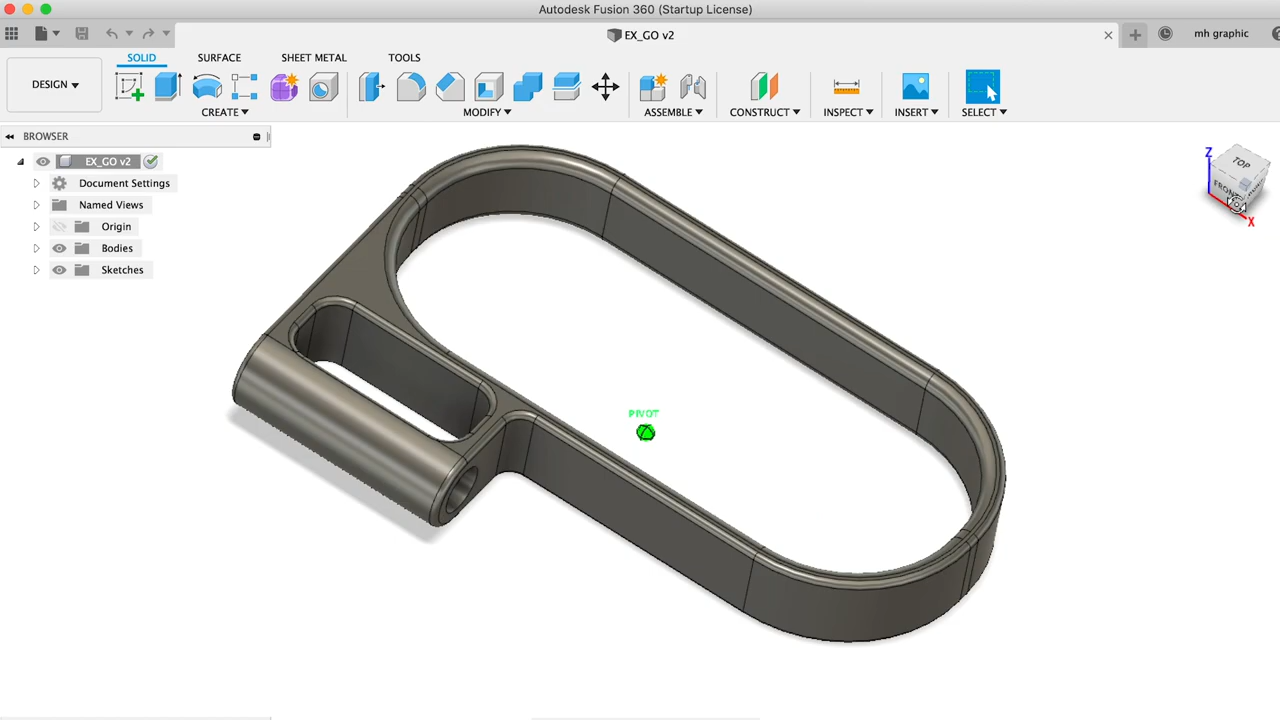 Autodesk Fusion 360 (Startup License)
EX_GO v2
mh graphic
SOLID SURFACE SHEET METAL TOOLS
DESIGN
CREATE MODIFY ASSEMBLE CONSTRUCT INSPECT INSERT SELECT
BROWSER
EX_GO v2
Document Settings
Named Views
Origin
Bodies
Sketches
PIVOT
Z
TOP
X